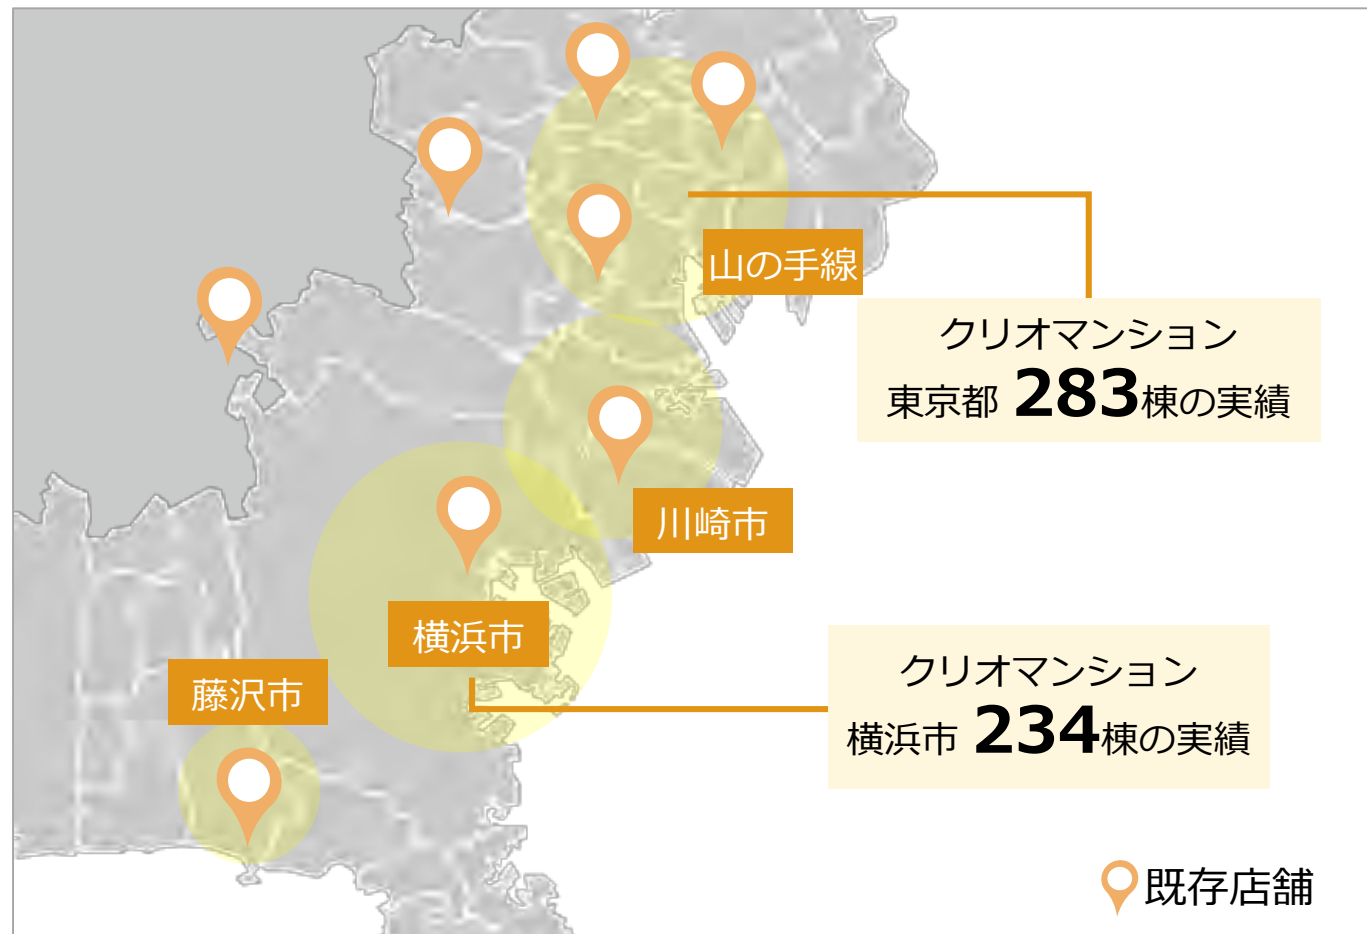 山の手線
クリオマンション
東京都 283棟の実績
川崎市
横浜市
クリオマンション
横浜市 234棟の実績
藤沢市
既存店舗